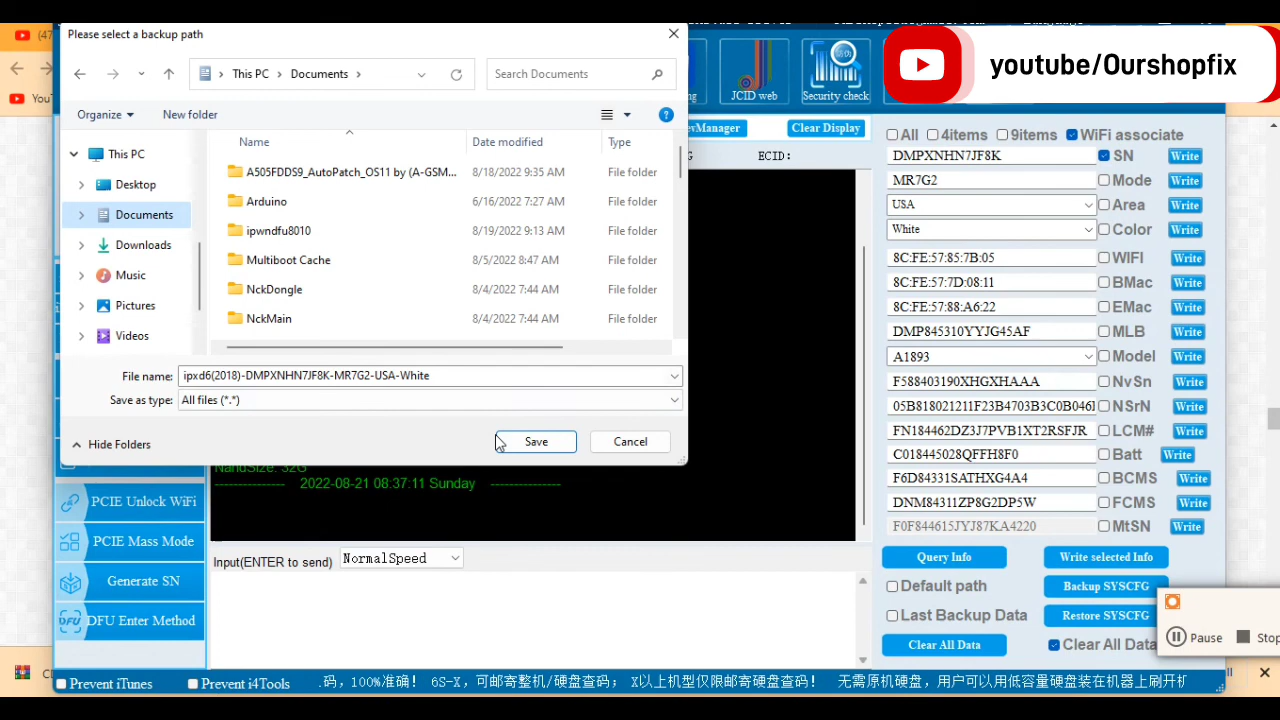 Please select a backup path
This PC
Documents
Search Documents
Organize
New folder
Name
Date modified
Type
This PC
Desktop
Documents
Downloads
Music
Pictures
Videos
A505FDDS9_AutoPatch_OS11 by (A-GSM... 8/18/2022 9:35 AM File folder
Arduino 6/16/2022 7:27 AM File folder
ipwndfu8010 8/19/2022 9:13 AM File folder
Multiboot Cache 8/5/2022 8:47 AM File folder
NckDongle 8/4/2022 7:44 AM File folder
NckMain 8/4/2022 7:44 AM File folder
File name: ipxd6(2018)-DMPXNHN7JF8K-MR7G2-USA-White
Save as type: All files (*.*)
Hide Folders
Save
Cancel
JCID web
Security check
youtube/Ourshopfix
evManager
Clear Display
G ECID:
All 4items 9items WiFi associate
DMPXNHN7JF8K SN Write
MR7G2 Mode Write
USA Area Write
White Color Write
8C:FE:57:85:7B:05 WIFI Write
8C:FE:57:7D:08:11 BMac Write
8C:FE:57:88:A6:22 EMac Write
DMP845310YYJG45AF MLB Write
A1893 Model Write
F588403190XHGXHAAA NvSn Write
05B818021211F23B4703B3C0B046 NSrN Write
FN184462DZ3J7PVB1XT2RSFJR LCM# Write
C018445028QFFH8F0 Batt Write
F6D84331SATHXG4A4 BCMS Write
DNM84311ZP8G2DP5W FCMS Write
F0F844615JYJ87KA4220 MtSN Write
Query Info
Write selected Info
Default path
Backup SYSCFG
Last Backup Data
Restore SYSCFG
Clear All Data
Clear All Data
Pause
Stop
NandSize: 32G
--------------- 2022-08-21 08:37:11 Sunday ---------------
PCIE Unlock WiFi
PCIE Mass Mode
Generate SN
DFU Enter Method
Input(ENTER to send)
NormalSpeed
Prevent iTunes
Prevent i4Tools
.码，100%准确！ 6S-X，可邮寄整机/硬盘查码； X以上机型仅限邮寄硬盘查码！ 无需原机硬盘，用户可以用低容量硬盘装在机器上刷开机